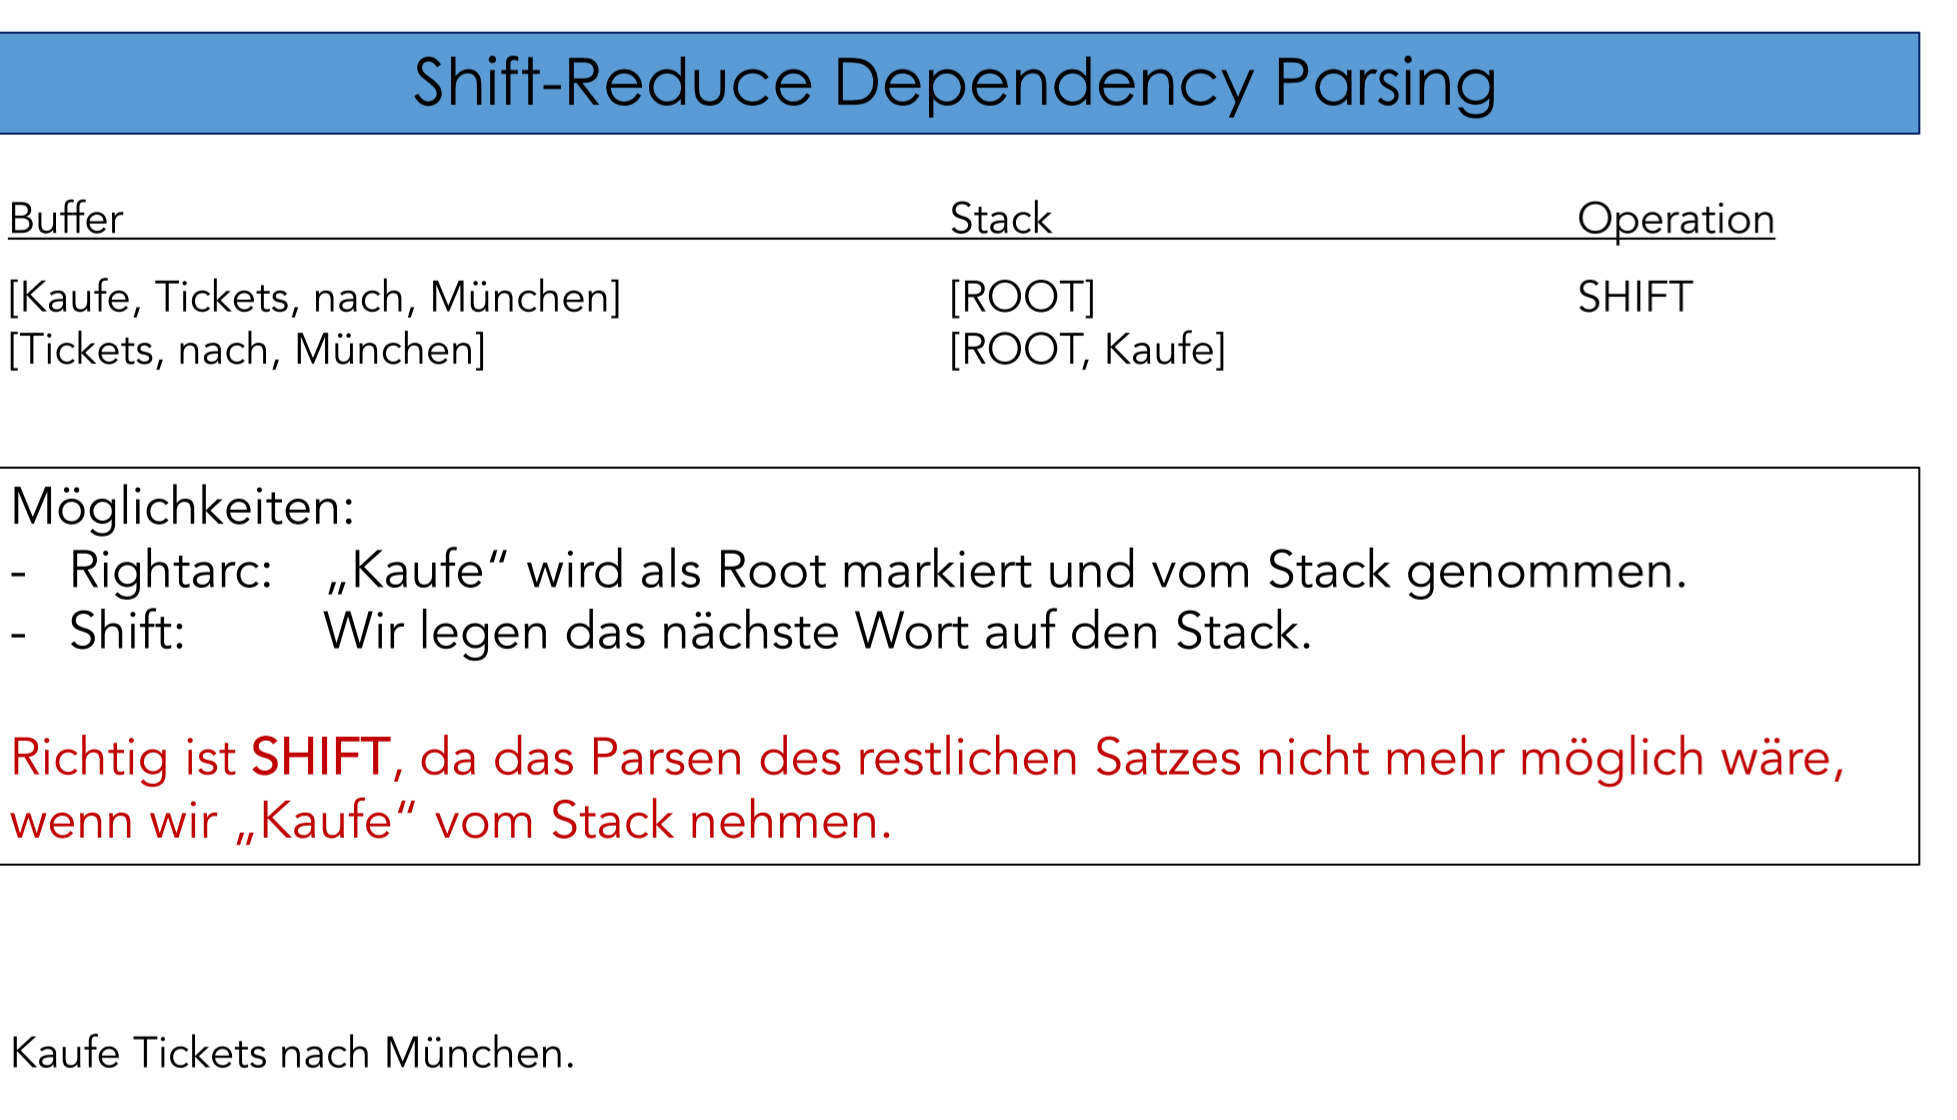 Shift-Reduce Dependency Parsing
Buffer Stack Operation
[Kaufe, Tickets, nach, München] [ROOT] SHIFT
[Tickets, nach, München] [ROOT, Kaufe]
Möglichkeiten:
- Rightarc: „Kaufe“ wird als Root markiert und vom Stack genommen.
- Shift: Wir legen das nächste Wort auf den Stack.
Richtig ist SHIFT, da das Parsen des restlichen Satzes nicht mehr möglich wäre,
wenn wir „Kaufe“ vom Stack nehmen.
Kaufe Tickets nach München.